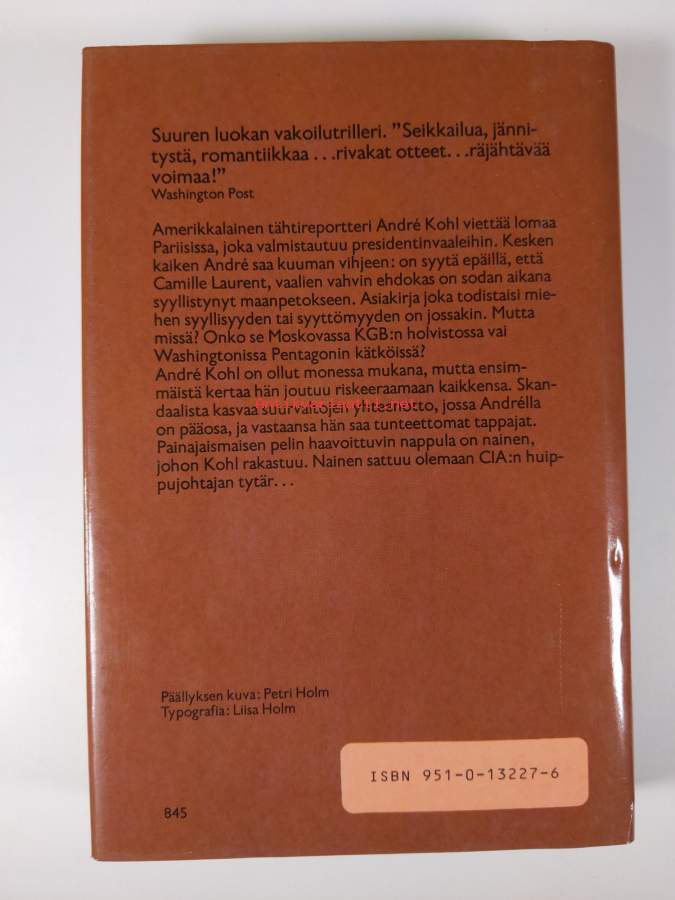 Suuren luokan vakoilutrilleri. ”Seikkailua, jänni-
tystä, romantiikkaa . . .rivakat otteet. . .räjähtävää
voimaa!”
Washington Post
Amerikkalainen tähtireportteri André Kohl viettää lomaa
Pariisissa, joka valmistautuu presidentinvaaleihin. Kesken
kaiken André saa kuuman vihjeen: on syytä epäillä, että
Camille Laurent, vaalien vahvin ehdokas on sodan aikana
syyllistynyt maanpetokseen. Asiakirja joka todistaisi mie-
hen syyllisyyden tai syyttömyyden on jossakin. Mutta
missä? Onko se Moskovassa KGB:n holvistossa vai
Washingtonissa Pentagonin kätköissä?
André Kohl on ollut monessa mukana, mutta ensim-
mäistä kertaa hän joutuu riskeeraamaan kaikkensa. Skan-
daalista kasvaa suurvaltojen yhteenotto, jossa Andrélla
on pääosa, ja vastaansa hän saa tunteettomat tappajat.
Painajaismaisen pelin haavoittuvin nappula on nainen,
johon Kohl rakastuu. Nainen sattuu olemaan CIA:n huip-
pujohtajan tytär. . .
Päällyksen kuva: Petri Holm
Typografia: Liisa Holm
ISBN 951-0-13227-6
845